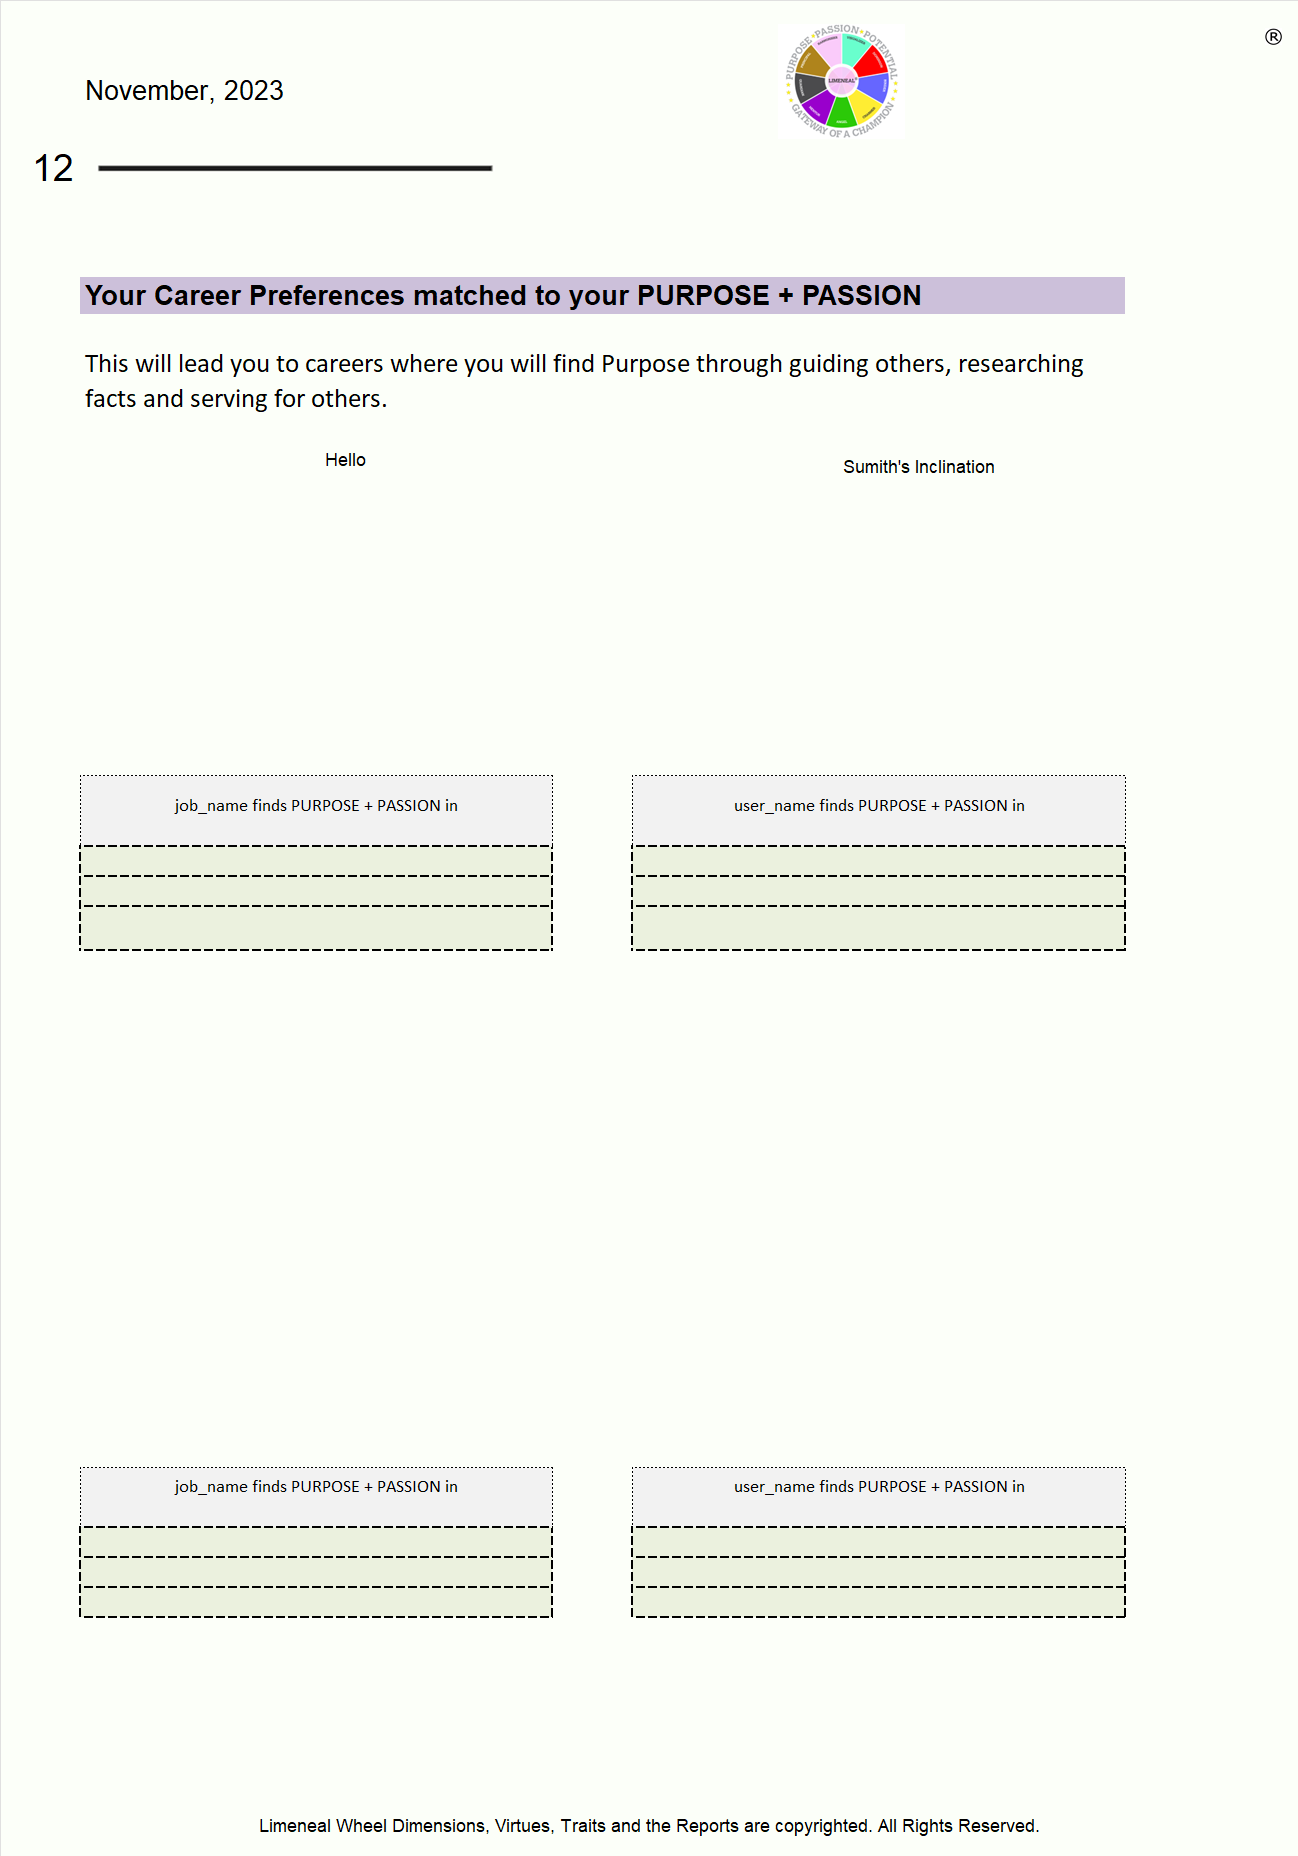 PURPOSE PASSION POTENTIAL
LIMENEAL
GATEWAY OF A CHAMPION
®
November, 2023
12
Your Career Preferences matched to your PURPOSE + PASSION
This will lead you to careers where you will find Purpose through guiding others, researching
facts and serving for others.
Hello
Sumith's Inclination
job_name finds PURPOSE + PASSION in
user_name finds PURPOSE + PASSION in
job_name finds PURPOSE + PASSION in
user_name finds PURPOSE + PASSION in
Limeneal Wheel Dimensions, Virtues, Traits and the Reports are copyrighted. All Rights Reserved.